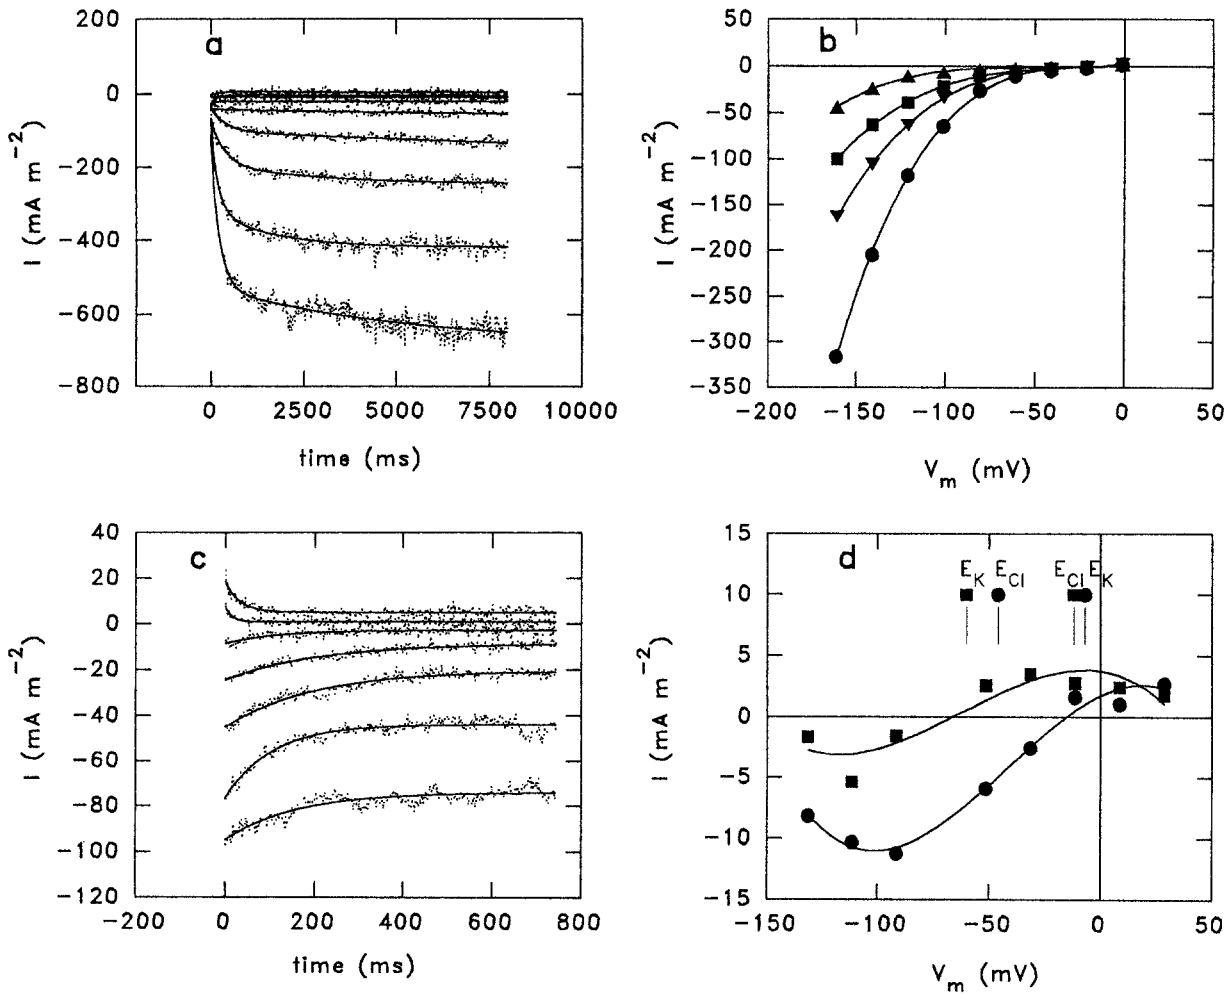 a
200
0
−200
−400
−600
−800
I (mA m⁻²)
0 2500 5000 7500 10000
time (ms)
b
50
0
−50
−100
−150
−200
−250
−300
−350
I (mA m⁻²)
−200 −150 −100 −50 0 50
Vₘ (mV)
c
40
20
0
−20
−40
−60
−80
−100
−120
I (mA m⁻²)
−200 0 200 400 600 800
time (ms)
d
E_K E_Cl E_Cl E_K
15
10
5
0
−5
−10
−15
I (mA m⁻²)
−150 −100 −50 0 50
Vₘ (mV)